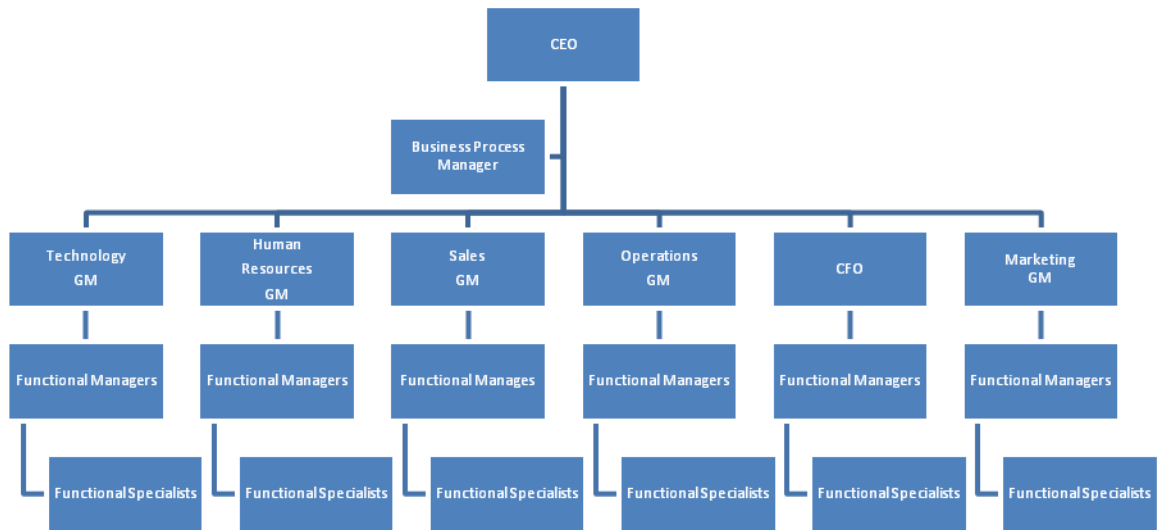 CEO
Business Process
Manager
Technology
GM
Human
Resources
GM
Sales
GM
Operations
GM
CFO
Marketing
GM
Functional Managers
Functional Managers
Functional Manages
Functional Managers
Functional Managers
Functional Managers
Functional Specialists
Functional Specialists
Functional Specialists
Functional Specialists
Functional Specialists
Functional Specialists